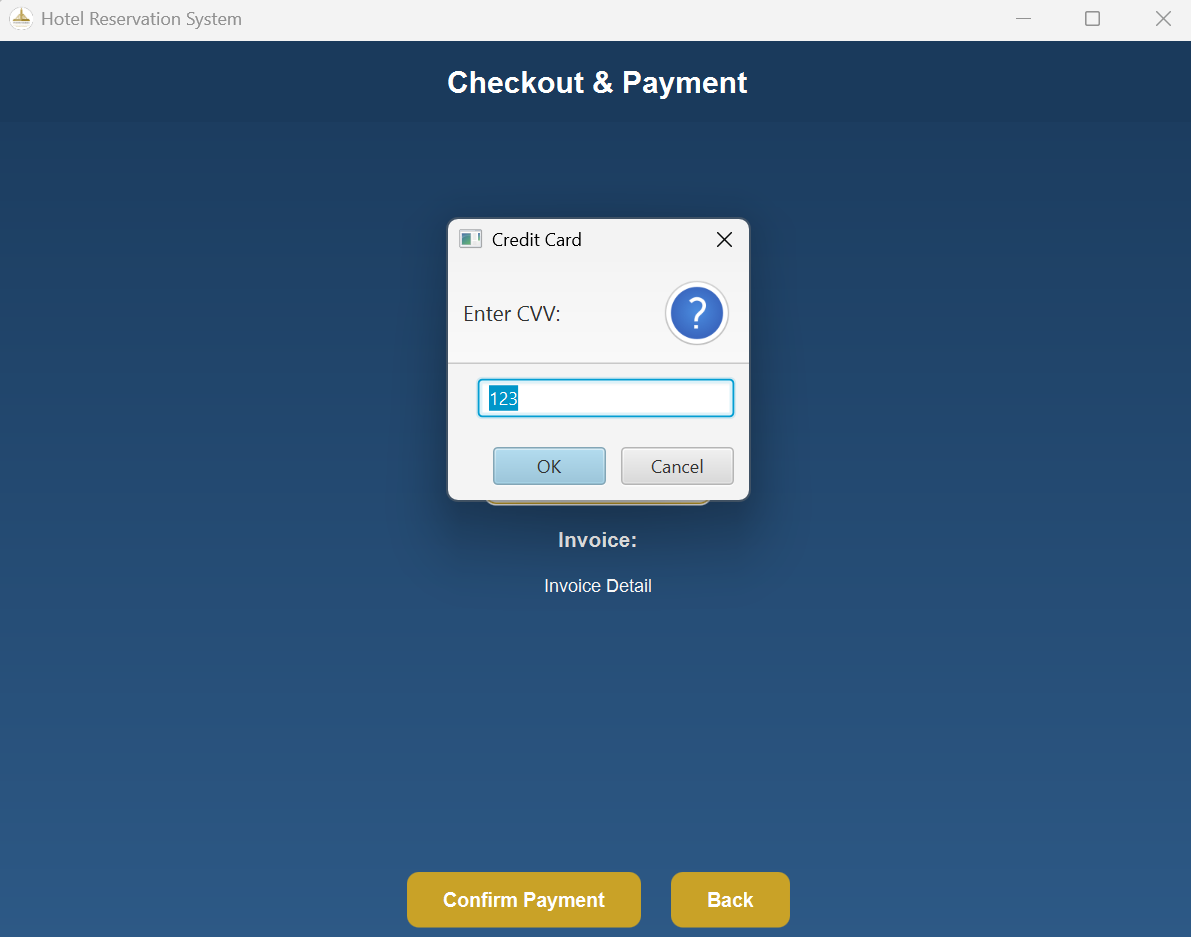 Hotel Reservation System
Checkout & Payment
Credit Card
Enter CVV:
?
123
OK Cancel
Invoice:
Invoice Detail
Confirm Payment Back